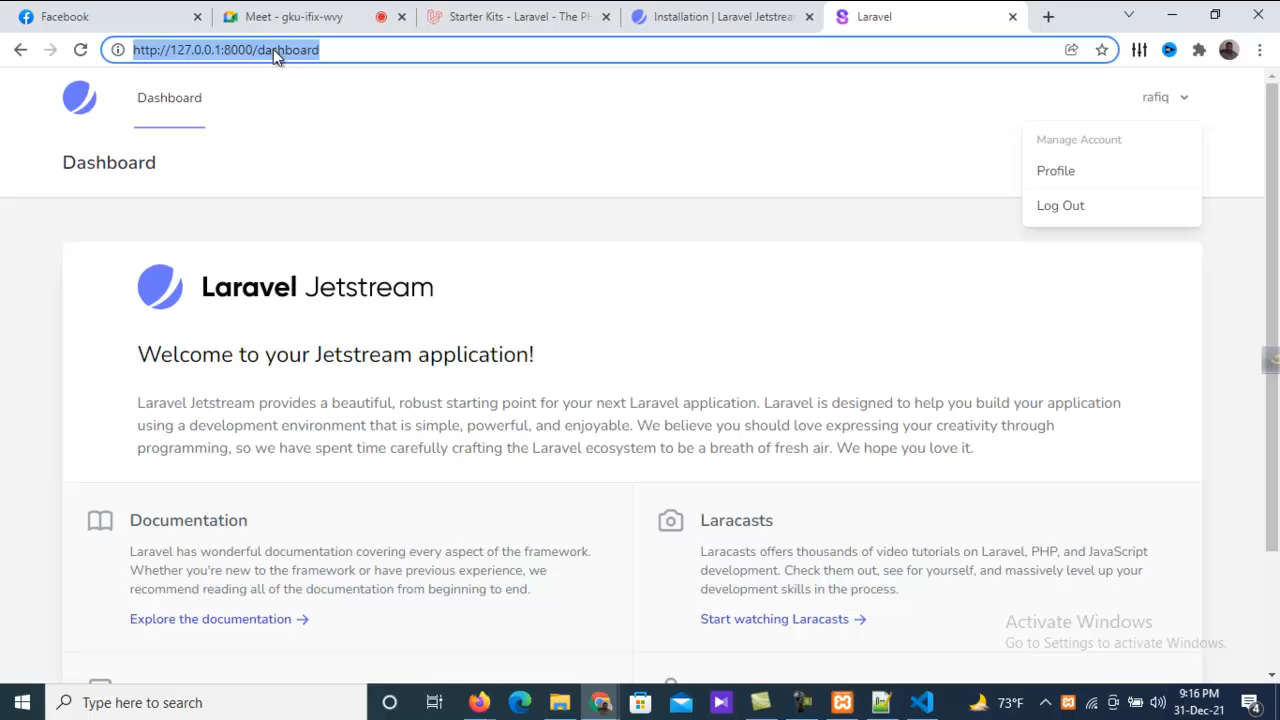 Facebook
Meet - gku-ifix-wvy
Starter Kits - Laravel - The PH
Installation | Laravel Jetstream
Laravel
http://127.0.0.1:8000/dashboard
Dashboard
rafiq
Manage Account
Profile
Log Out
Dashboard
Laravel Jetstream
Welcome to your Jetstream application!
Laravel Jetstream provides a beautiful, robust starting point for your next Laravel application. Laravel is designed to help you build your application
using a development environment that is simple, powerful, and enjoyable. We believe you should love expressing your creativity through
programming, so we have spent time carefully crafting the Laravel ecosystem to be a breath of fresh air. We hope you love it.
Documentation
Laravel has wonderful documentation covering every aspect of the framework.
Whether you're new to the framework or have previous experience, we
recommend reading all of the documentation from beginning to end.
Explore the documentation
Laracasts
Laracasts offers thousands of video tutorials on Laravel, PHP, and JavaScript
development. Check them out, see for yourself, and massively level up your
development skills in the process.
Start watching Laracasts
Activate Windows
Go to Settings to activate Windows.
Type here to search
73°F
9:16 PM
31-Dec-21
4